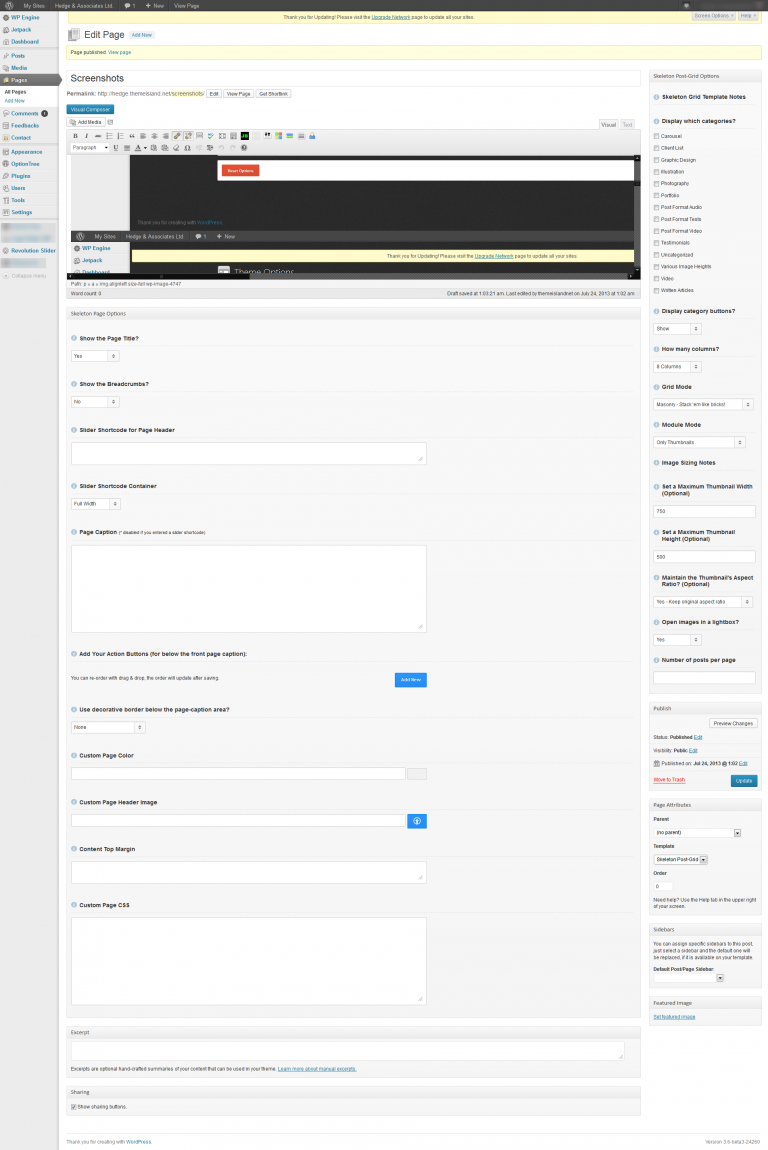 My Sites Hedge & Associates Ltd. 1 + New View Page
WP Engine
Jetpack
Dashboard
Posts
Media
Pages
All Pages
Add New
Comments 1
Feedbacks
Contact
Appearance
OptionTree
Plugins
Users
Tools
Settings
Revolution Slider
Collapse menu
Thank you for Updating! Please visit the Upgrade Network page to update all your sites.
Screen Options
Help
Edit Page Add New
Page published. View page
Screenshots
Permalink: http://hedge.themeisland.net/screenshots/ Edit View Page Get Shortlink
Visual Composer
Add Media
Visual Text
Paragraph
Reset Options
Thank you for creating with WordPress.
My Sites Hedge & Associates Ltd. 1 + New
WP Engine
Jetpack
Dashboard
Thank you for Updating! Please visit the Upgrade Network page to update all your sites.
Theme Options
Path: p » a » img.alignleft size-full wp-image-4747
Word count: 0
Draft saved at 1:03:21 am. Last edited by themeislandnet on July 24, 2013 at 1:02 am
Skeleton Page Options
Show the Page Title?
Yes
Show the Breadcrumbs?
No
Slider Shortcode for Page Header
Slider Shortcode Container
Full Width
Page Caption (* disabled if you entered a slider shortcode)
Add Your Action Buttons (for below the front page caption):
You can re-order with drag & drop, the order will update after saving.
Add New
Use decorative border below the page-caption area?
None
Custom Page Color
Custom Page Header Image
Content Top Margin
Custom Page CSS
Excerpt
Excerpts are optional hand-crafted summaries of your content that can be used in your theme. Learn more about manual excerpts.
Sharing
Show sharing buttons.
Skeleton Post-Grid Options
Skeleton Grid Template Notes
Display which categories?
Carousel
Client List
Graphic Design
Illustration
Photography
Portfolio
Post Format Audio
Post Format Tests
Post Format Video
Testimonials
Uncategorized
Various Image Heights
Video
Written Articles
Display category buttons?
Show
How many columns?
8 Columns
Grid Mode
Masonry - Stack 'em like bricks!
Module Mode
Only Thumbnails
Image Sizing Notes
Set a Maximum Thumbnail Width
(Optional)
750
Set a Maximum Thumbnail
Height (Optional)
500
Maintain the Thumbnail's Aspect
Ratio? (Optional)
Yes - Keep original aspect ratio
Open images in a lightbox?
Yes
Number of posts per page
Publish
Preview Changes
Status: Published Edit
Visibility: Public Edit
Published on: Jul 24, 2013 @ 1:02 Edit
Move to Trash
Update
Page Attributes
Parent
(no parent)
Template
Skeleton Post-Grid
Order
0
Need help? Use the Help tab in the upper right
of your screen.
Sidebars
You can assign specific sidebars to this post,
just select a sidebar and the default one will
be replaced, if it is available on your template.
Default Post/Page Sidebar
Featured Image
Set featured image
Thank you for creating with WordPress.
Version 3.6-beta3-24260